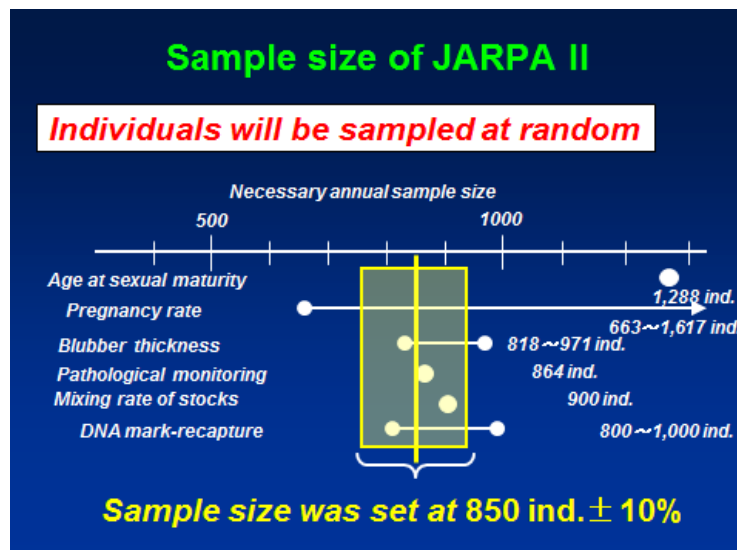 Sample size of JARPA II
Individuals will be sampled at random
Necessary annual sample size
500 1000
Age at sexual maturity
1,288 ind.
Pregnancy rate
663～1,617 ind
Blubber thickness 818～971 ind.
Pathological monitoring 864 ind.
Mixing rate of stocks 900 ind.
DNA mark-recapture 800～1,000 ind.
Sample size was set at 850 ind.± 10%